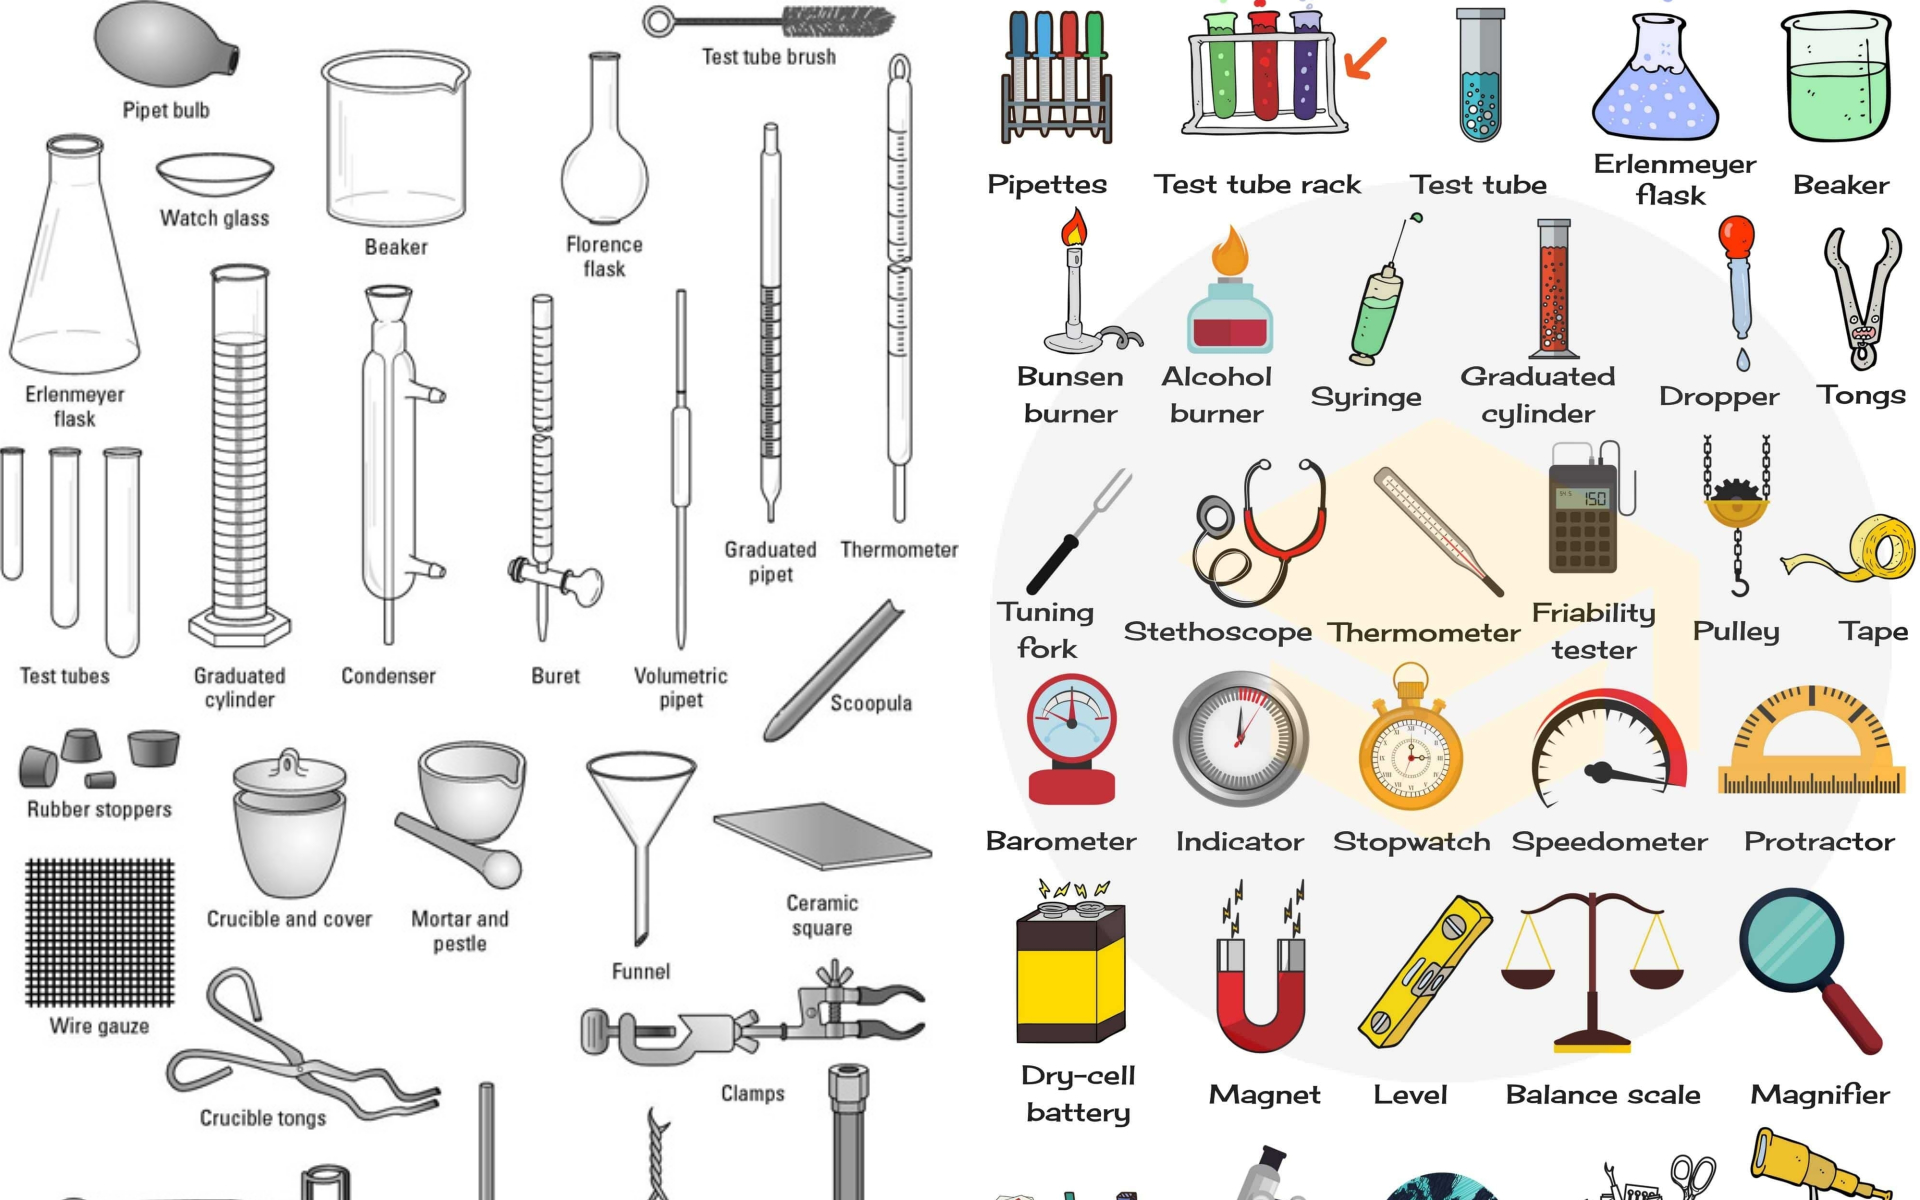 Test tube brush
Pipet bulb
Watch glass
Beaker
Florence
flask
Erlenmeyer
flask
Graduated
pipet
Thermometer
Test tubes
Graduated
cylinder
Condenser
Buret
Volumetric
pipet
Scoopula
Rubber stoppers
Crucible and cover
Mortar and
pestle
Ceramic
square
Funnel
Wire gauze
Clamps
Crucible tongs
Pipettes
Test tube rack
Test tube
Erlenmeyer
flask
Beaker
Bunsen
burner
Alcohol
burner
Syringe
Graduated
cylinder
Dropper
Tongs
150
Tuning
fork
Stethoscope
Thermometer
Friability
tester
Pulley
Tape
Barometer
Indicator
Stopwatch
Speedometer
Protractor
Dry-cell
battery
Magnet
Level
Balance scale
Magnifier